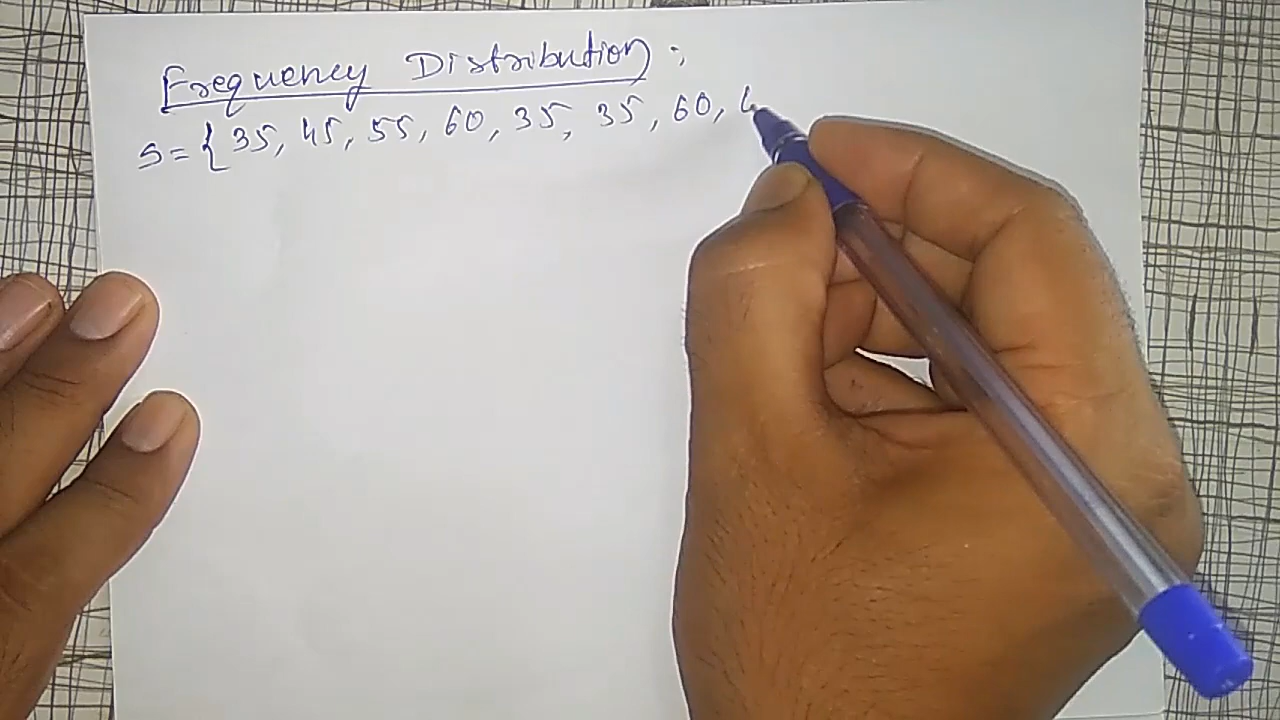 Frequency Distribution:
S = { 35, 45, 55, 60, 35, 35, 60,